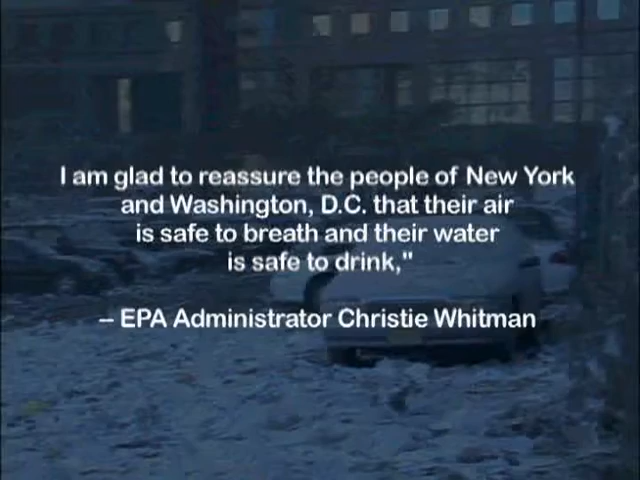 I am glad to reassure the people of New York
and Washington, D.C. that their air
is safe to breath and their water
is safe to drink,"
– EPA Administrator Christie Whitman